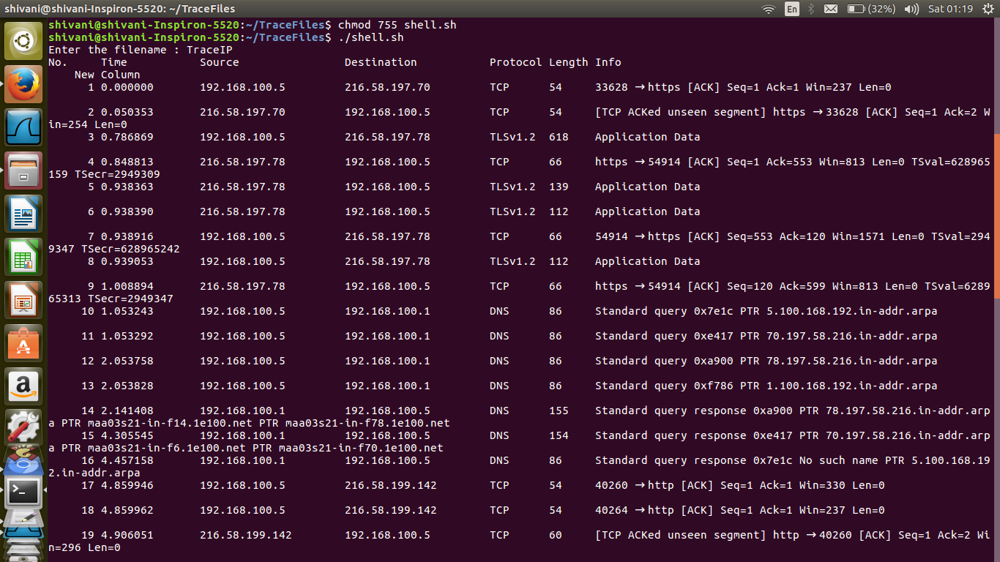 shivani@shivani-Inspiron-5520: ~/TraceFiles
En (32%) Sat 01:19
shivani@shivani-Inspiron-5520:~/TraceFiles$ chmod 755 shell.sh
shivani@shivani-Inspiron-5520:~/TraceFiles$ ./shell.sh
Enter the filename : TraceIP
No. Time Source Destination Protocol Length Info
New Column
1 0.000000 192.168.100.5 216.58.197.70 TCP 54 33628 →https [ACK] Seq=1 Ack=1 Win=237 Len=0
2 0.050353 216.58.197.70 192.168.100.5 TCP 54 [TCP ACKed unseen segment] https →33628 [ACK] Seq=1 Ack=2 W
in=254 Len=0
3 0.786869 192.168.100.5 216.58.197.78 TLSv1.2 618 Application Data
4 0.848813 216.58.197.78 192.168.100.5 TCP 66 https →54914 [ACK] Seq=1 Ack=553 Win=813 Len=0 TSval=628965
159 TSecr=2949309
5 0.938363 216.58.197.78 192.168.100.5 TLSv1.2 139 Application Data
6 0.938390 216.58.197.78 192.168.100.5 TLSv1.2 112 Application Data
7 0.938916 192.168.100.5 216.58.197.78 TCP 66 54914 →https [ACK] Seq=553 Ack=120 Win=1571 Len=0 TSval=294
9347 TSecr=628965242
8 0.939053 192.168.100.5 216.58.197.78 TLSv1.2 112 Application Data
9 1.008894 216.58.197.78 192.168.100.5 TCP 66 https →54914 [ACK] Seq=120 Ack=599 Win=813 Len=0 TSval=6289
65313 TSecr=2949347
10 1.053243 192.168.100.5 192.168.100.1 DNS 86 Standard query 0x7e1c PTR 5.100.168.192.in-addr.arpa
11 1.053292 192.168.100.5 192.168.100.1 DNS 86 Standard query 0xe417 PTR 70.197.58.216.in-addr.arpa
12 2.053758 192.168.100.5 192.168.100.1 DNS 86 Standard query 0xa900 PTR 78.197.58.216.in-addr.arpa
13 2.053828 192.168.100.5 192.168.100.1 DNS 86 Standard query 0xf786 PTR 1.100.168.192.in-addr.arpa
14 2.141408 192.168.100.1 192.168.100.5 DNS 155 Standard query response 0xa900 PTR 78.197.58.216.in-addr.arp
a PTR maa03s21-in-f14.1e100.net PTR maa03s21-in-f78.1e100.net
15 4.305545 192.168.100.1 192.168.100.5 DNS 154 Standard query response 0xe417 PTR 70.197.58.216.in-addr.arp
a PTR maa03s21-in-f6.1e100.net PTR maa03s21-in-f70.1e100.net
16 4.457158 192.168.100.1 192.168.100.5 DNS 86 Standard query response 0x7e1c No such name PTR 5.100.168.19
2.in-addr.arpa
17 4.859946 192.168.100.5 216.58.199.142 TCP 54 40260 →http [ACK] Seq=1 Ack=1 Win=330 Len=0
18 4.859962 192.168.100.5 216.58.199.142 TCP 54 40264 →http [ACK] Seq=1 Ack=1 Win=237 Len=0
19 4.906051 216.58.199.142 192.168.100.5 TCP 60 [TCP ACKed unseen segment] http →40260 [ACK] Seq=1 Ack=2 Wi
n=296 Len=0